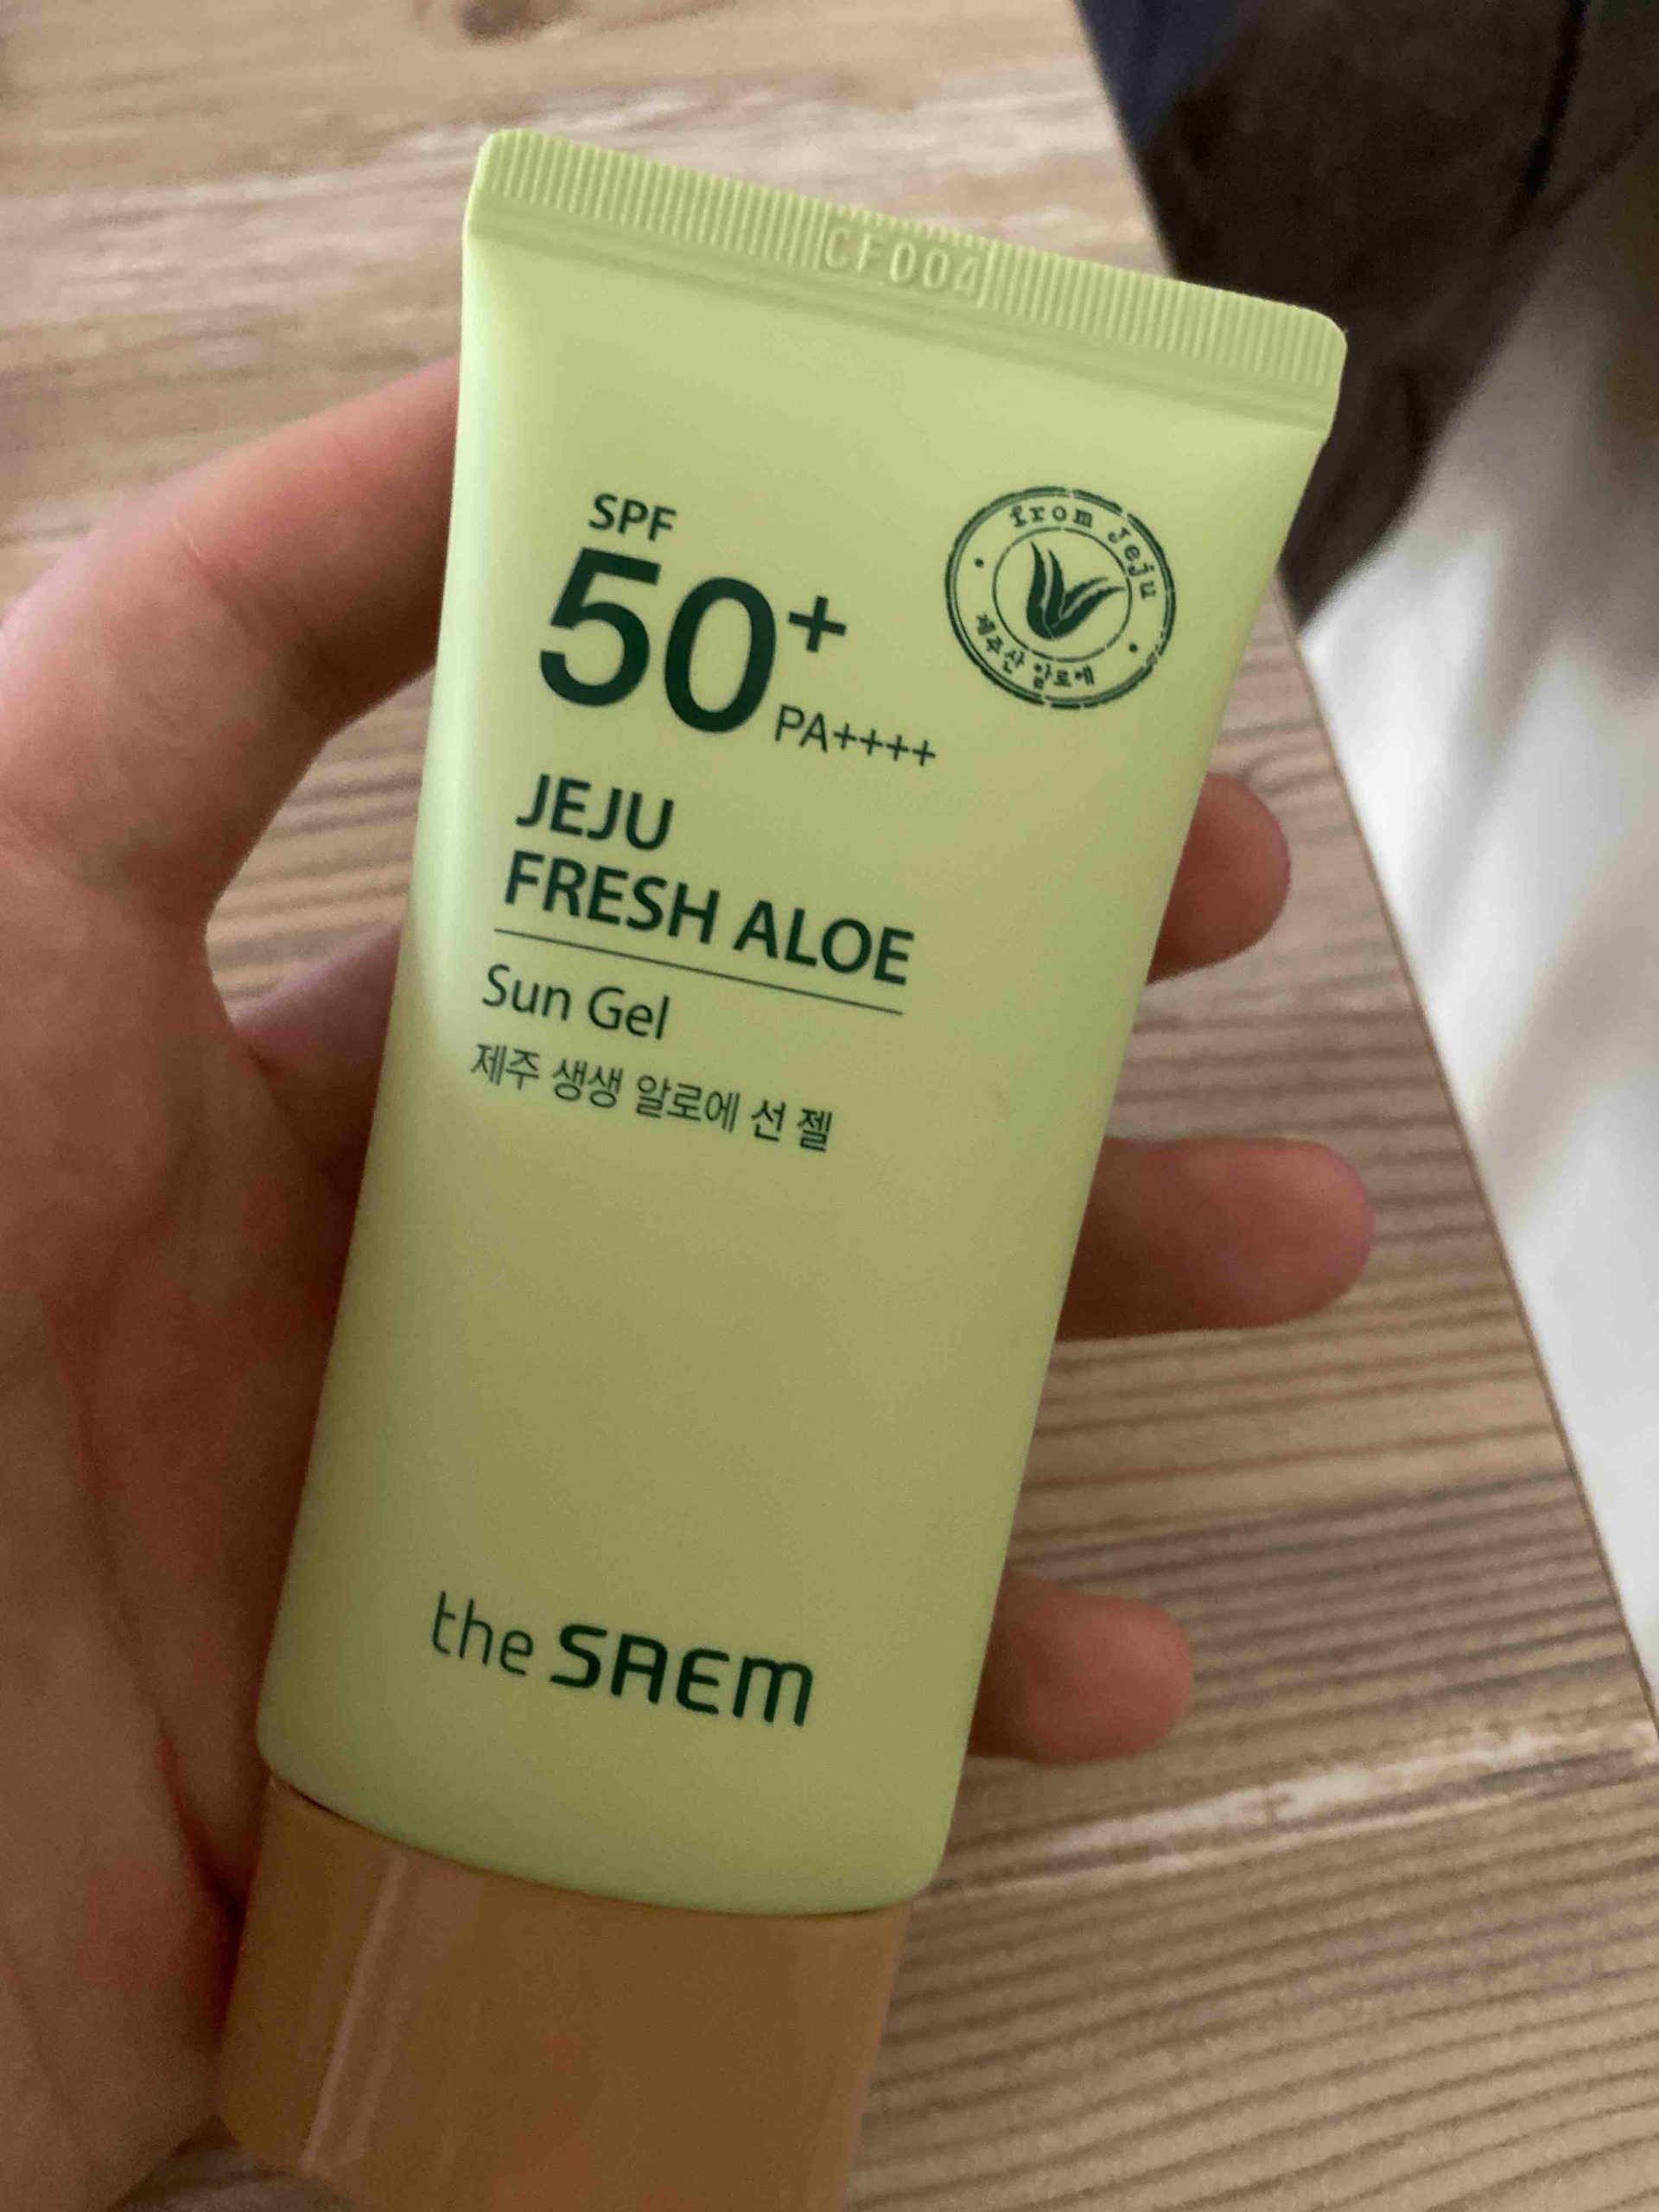 CF004
SPF
50+
PA++++
from jeju
제주산 알로에
JEJU
FRESH ALOE
Sun Gel
제주 생생 알로에 선 젤
the SAEM